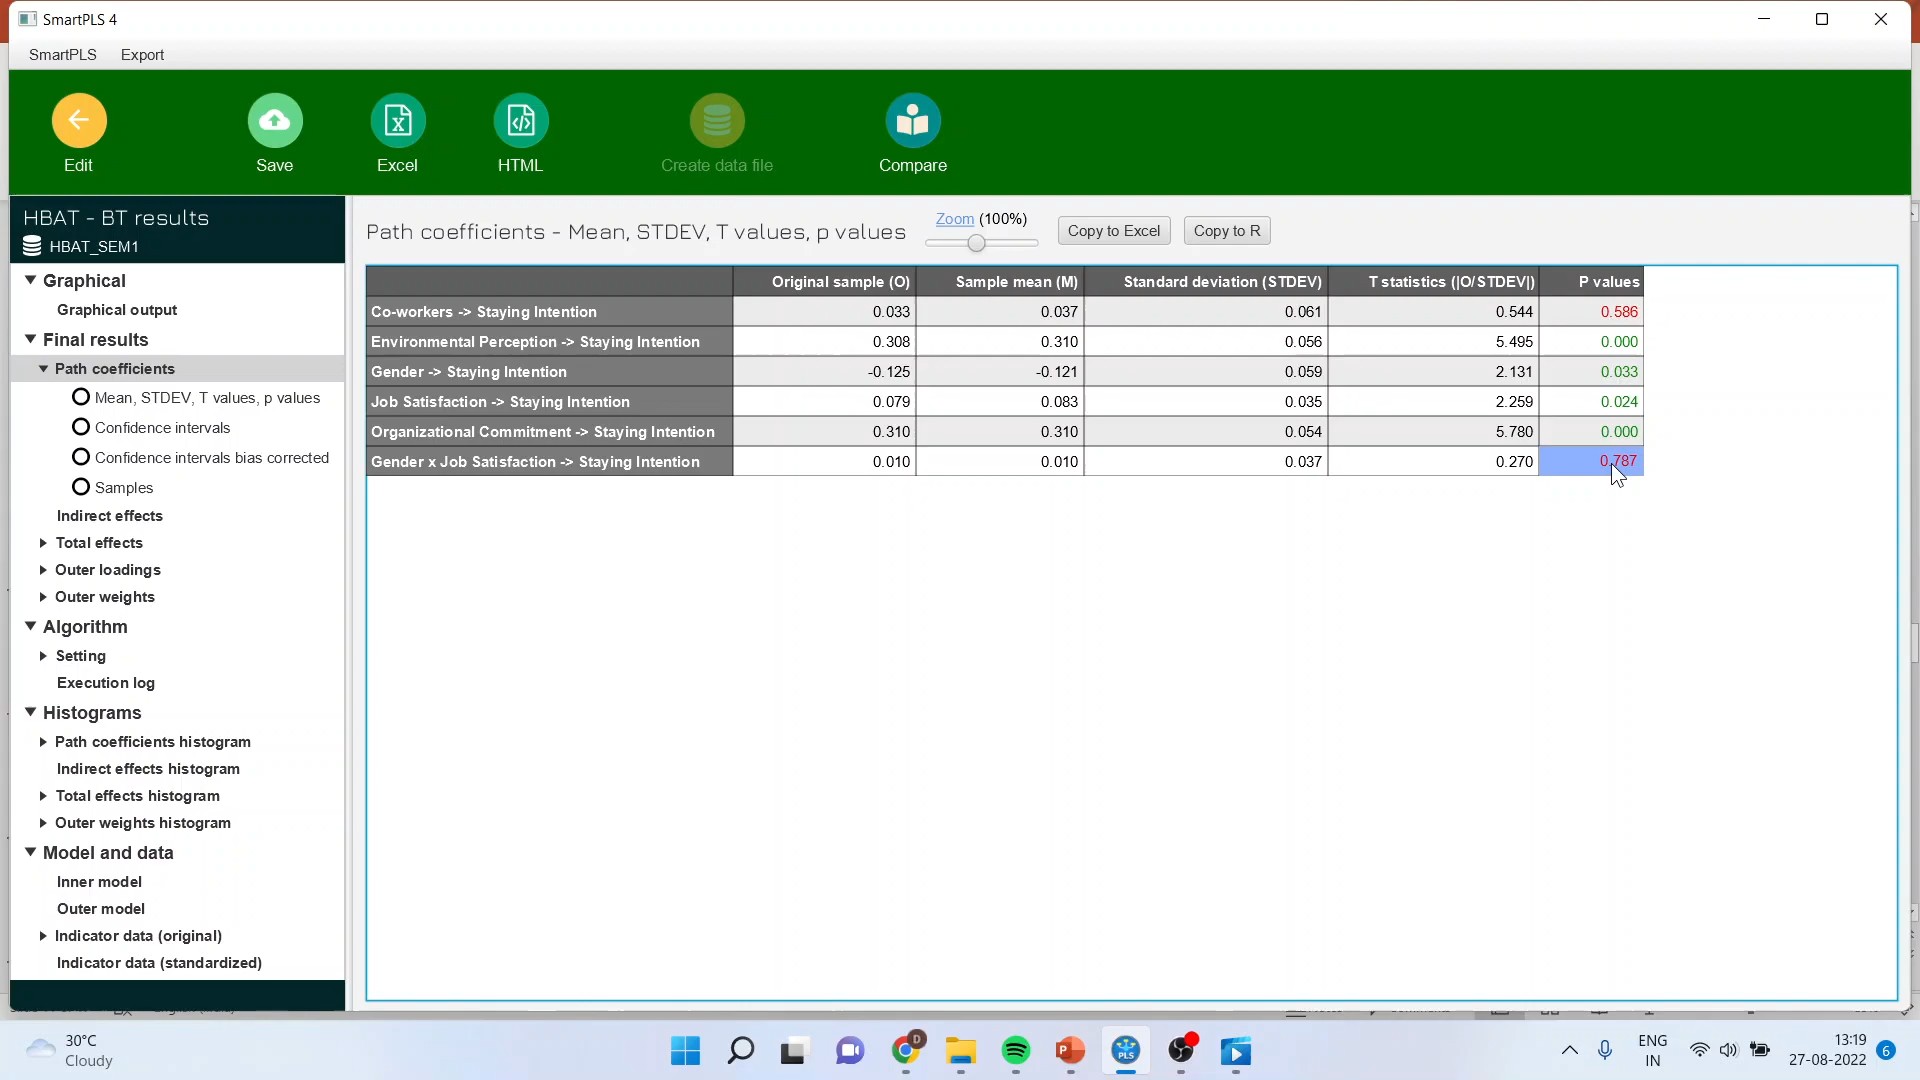 SmartPLS 4
SmartPLS Export
Edit Save Excel HTML Create data file Compare
HBAT - BT results
HBAT_SEM1
Graphical
Graphical output
Final results
Path coefficients
Mean, STDEV, T values, p values
Confidence intervals
Confidence intervals bias corrected
Samples
Indirect effects
Total effects
Outer loadings
Outer weights
Algorithm
Setting
Execution log
Histograms
Path coefficients histogram
Indirect effects histogram
Total effects histogram
Outer weights histogram
Model and data
Inner model
Outer model
Indicator data (original)
Indicator data (standardized)
Path coefficients - Mean, STDEV, T values, p values
Zoom (100%)
Copy to Excel
Copy to R
Original sample (O) Sample mean (M) Standard deviation (STDEV) T statistics (|O/STDEV|) P values
Co-workers -> Staying Intention 0.033 0.037 0.061 0.544 0.586
Environmental Perception -> Staying Intention 0.308 0.310 0.056 5.495 0.000
Gender -> Staying Intention -0.125 -0.121 0.059 2.131 0.033
Job Satisfaction -> Staying Intention 0.079 0.083 0.035 2.259 0.024
Organizational Commitment -> Staying Intention 0.310 0.310 0.054 5.780 0.000
Gender x Job Satisfaction -> Staying Intention 0.010 0.010 0.037 0.270 0.787
30°C
Cloudy
D
P
PLS
ENG
IN
13:19
27-08-2022
6